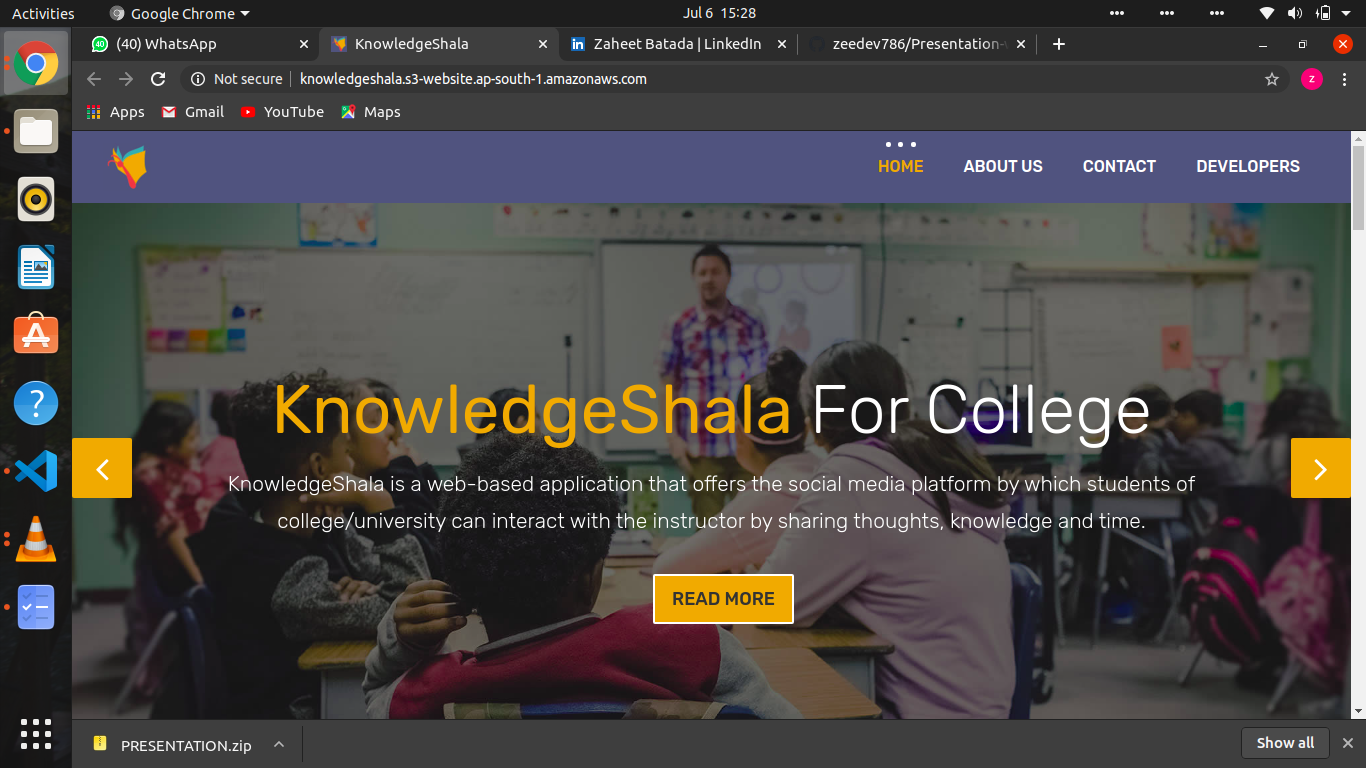 Activities
Google Chrome
Jul 6 15:28
(40) WhatsApp
KnowledgeShala
Zaheet Batada | LinkedIn
zeedev786/Presentation-
Not secure
knowledgeshala.s3-website.ap-south-1.amazonaws.com
z
Apps
Gmail
YouTube
Maps
HOME
ABOUT US
CONTACT
DEVELOPERS
KnowledgeShala For College
KnowledgeShala is a web-based application that offers the social media platform by which students of
college/university can interact with the instructor by sharing thoughts, knowledge and time.
READ MORE
PRESENTATION.zip
Show all